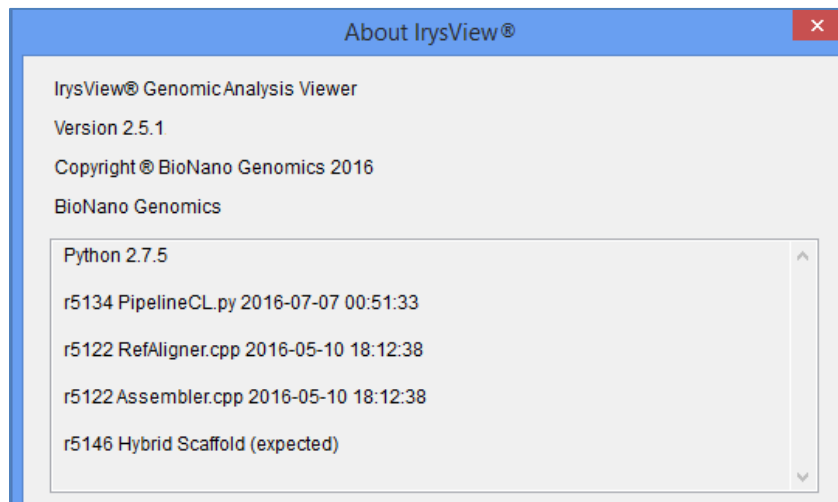 About IrysView®
IrysView® Genomic Analysis Viewer
Version 2.5.1
Copyright ® BioNano Genomics 2016
BioNano Genomics
Python 2.7.5
r5134 PipelineCL.py 2016-07-07 00:51:33
r5122 RefAligner.cpp 2016-05-10 18:12:38
r5122 Assembler.cpp 2016-05-10 18:12:38
r5146 Hybrid Scaffold (expected)